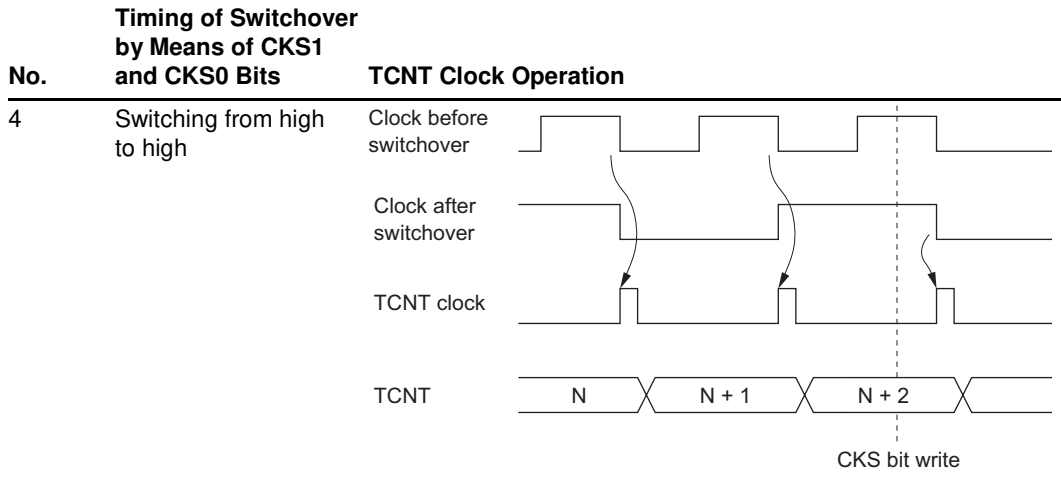 Timing of Switchover
by Means of CKS1
No. and CKS0 Bits TCNT Clock Operation
4 Switching from high Clock before
to high switchover
Clock after
switchover
TCNT clock
TCNT N N + 1 N + 2
CKS bit write